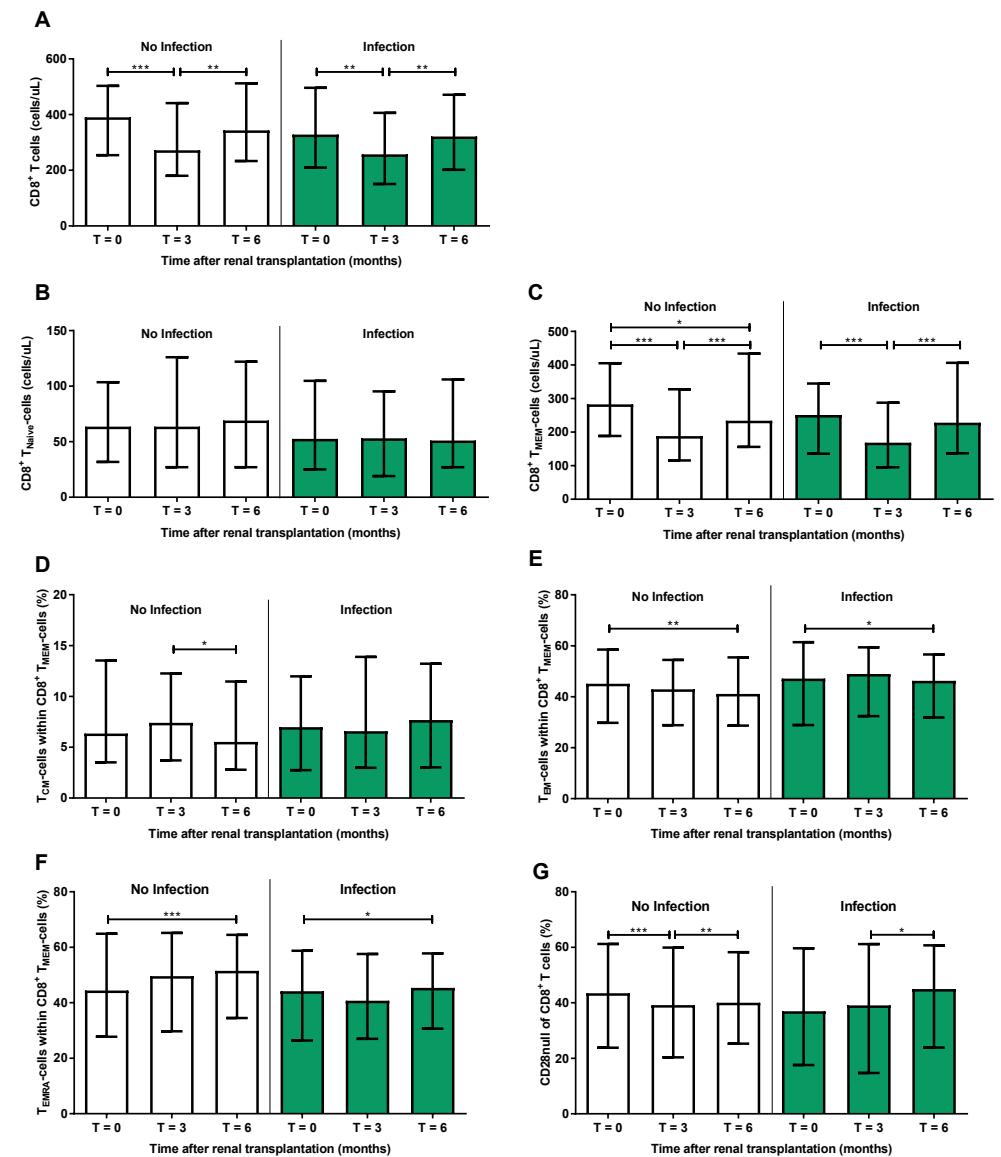 A
No Infection
Infection
CD8+ T cells (cells/uL)
600
400
200
0
*** ** ** **
T = 0 T = 3 T = 6 T = 0 T = 3 T = 6
Time after renal transplantation (months)
B
No Infection
Infection
CD8+ TNaive-cells (cells/uL)
150
100
50
0
T = 0 T = 3 T = 6 T = 0 T = 3 T = 6
Time after renal transplantation (months)
C
No Infection
Infection
CD8+ TMEM-cells (cells/uL)
500
400
300
200
100
0
*
*** *** *** ***
T = 0 T = 3 T = 6 T = 0 T = 3 T = 6
Time after renal transplantation (months)
D
No Infection
Infection
TCM-cells within CD8+ TMEM-cells (%)
20
15
10
5
0
*
T = 0 T = 3 T = 6 T = 0 T = 3 T = 6
Time after renal transplantation (months)
E
No Infection
Infection
TEM-cells within CD8+ TMEM-cells (%)
80
60
40
20
0
** *
T = 0 T = 3 T = 6 T = 0 T = 3 T = 6
Time after renal transplantation (months)
F
No Infection
Infection
TEMRA-cells within CD8+ TMEM-cells (%)
80
60
40
20
0
*** *
T = 0 T = 3 T = 6 T = 0 T = 3 T = 6
Time after renal transplantation (months)
G
No Infection
Infection
CD28null of CD8+ T cells (%)
80
60
40
20
0
*** ** *
T = 0 T = 3 T = 6 T = 0 T = 3 T = 6
Time after renal transplantation (months)